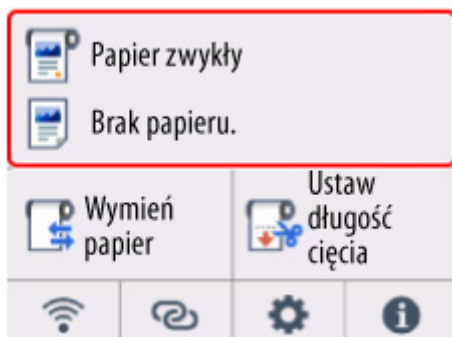 Papier zwykły
Brak papieru.
Wymień
papier
Ustaw
długość
cięcia